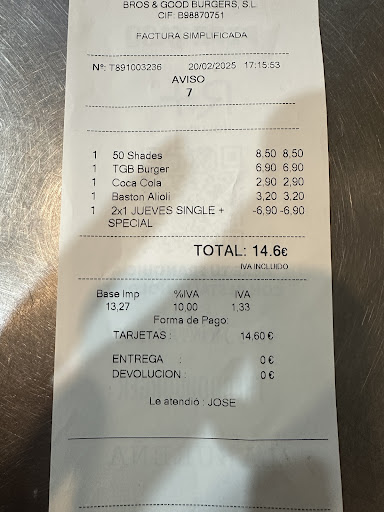 BROS & GOOD BURGERS, S.L
CIF: B98870751
FACTURA SIMPLIFICADA
Nº: T891003236 20/02/2025 17:15:53
AVISO
7
1 50 Shades 8,50 8,50
1 TGB Burger 6,90 6,90
1 Coca Cola 2,90 2,90
1 Baston Alioli 3,20 3,20
1 2x1 JUEVES SINGLE + -6,90 -6,90
SPECIAL
TOTAL: 14.6€
IVA INCLUIDO
Base Imp %IVA IVA
13,27 10,00 1,33
Forma de Pago:
TARJETAS : 14,60 €
ENTREGA : 0 €
DEVOLUCION : 0 €
Le atendió : JOSE